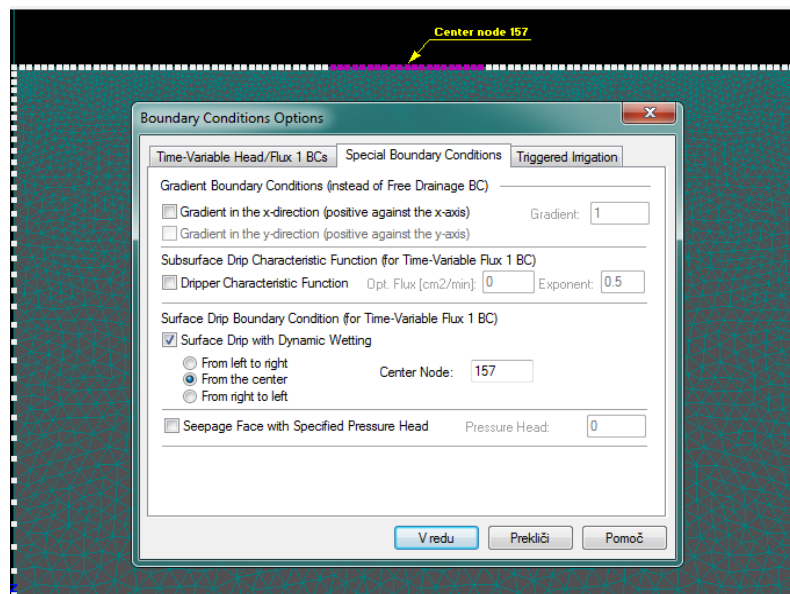 Center node 157
Boundary Conditions Options
Time-Variable Head/Flux 1 BCs Special Boundary Conditions Triggered Irrigation
Gradient Boundary Conditions (instead of Free Drainage BC)
Gradient in the x-direction (positive against the x-axis) Gradient: 1
Gradient in the y-direction (positive against the y-axis)
Subsurface Drip Characteristic Function (for Time-Variable Flux 1 BC)
Dripper Characteristic Function Opt. Flux [cm2/min]: 0 Exponent: 0.5
Surface Drip Boundary Condition (for Time-Variable Flux 1 BC)
Surface Drip with Dynamic Wetting
From left to right
From the center Center Node: 157
From right to left
Seepage Face with Specified Pressure Head Pressure Head: 0
V redu Prekliči Pomoč